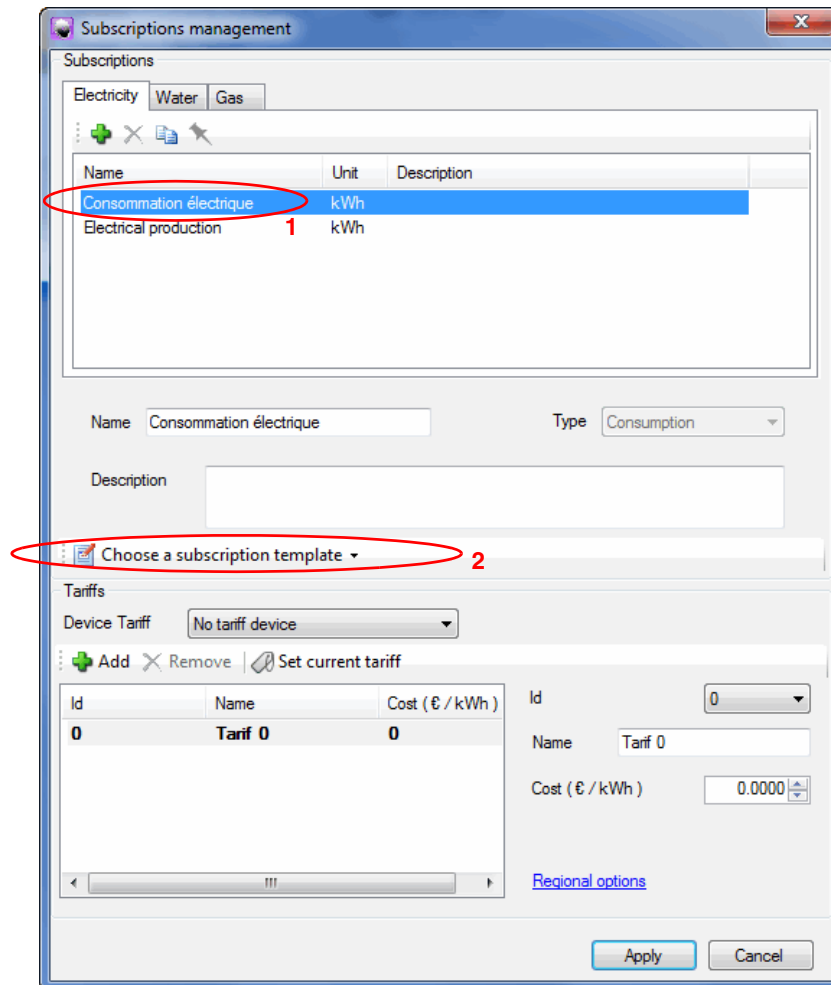 Subscriptions management
Subscriptions
Electricity Water Gas
Name Unit Description
Consommation électrique kWh
1
Electrical production kWh
Name Consommation électrique Type Consumption
Description
Choose a subscription template
2
Tariffs
Device Tariff No tariff device
Add Remove Set current tariff
Id Name Cost ( € / kWh ) Id 0
0 Tarif 0 0
Name Tarif 0
Cost ( € / kWh ) 0.0000
Regional options
Apply Cancel